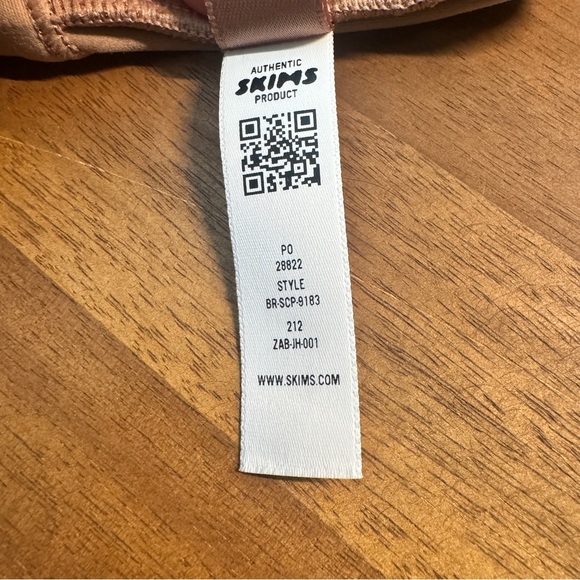 AUTHENTIC
SKIMS
PRODUCT
PO
28822
STYLE
BR-SCP-9183
212
ZAB-JH-001
WWW.SKIMS.COM